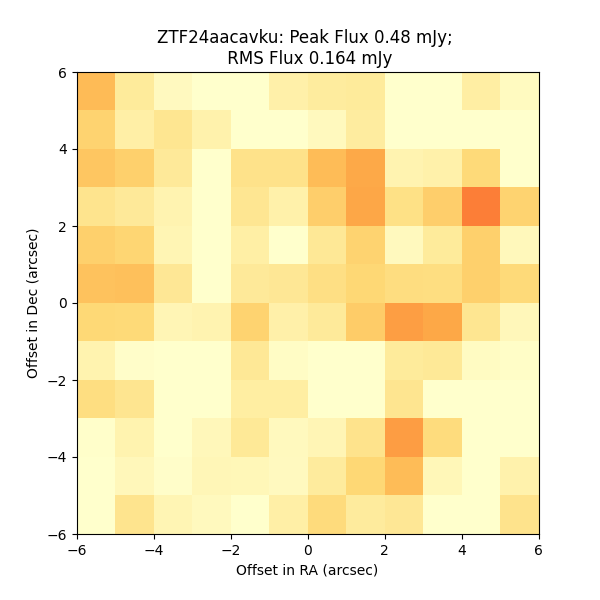 ZTF24aacavku: Peak Flux 0.48 mJy;
RMS Flux 0.164 mJy
6
4
2
0
−2
−4
−6
Offset in Dec (arcsec)
−6 −4 −2 0 2 4 6
Offset in RA (arcsec)